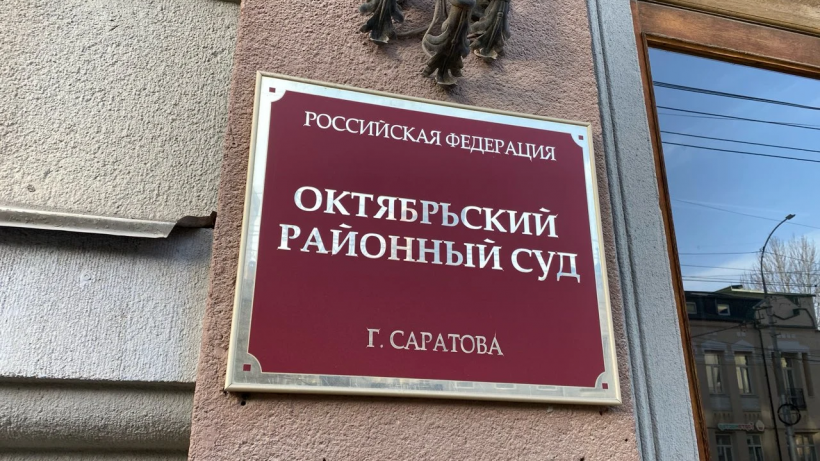 РОССИЙСКАЯ ФЕДЕРАЦИЯ
ОКТЯБРЬСКИЙ
РАЙОННЫЙ СУД
Г. САРАТОВА